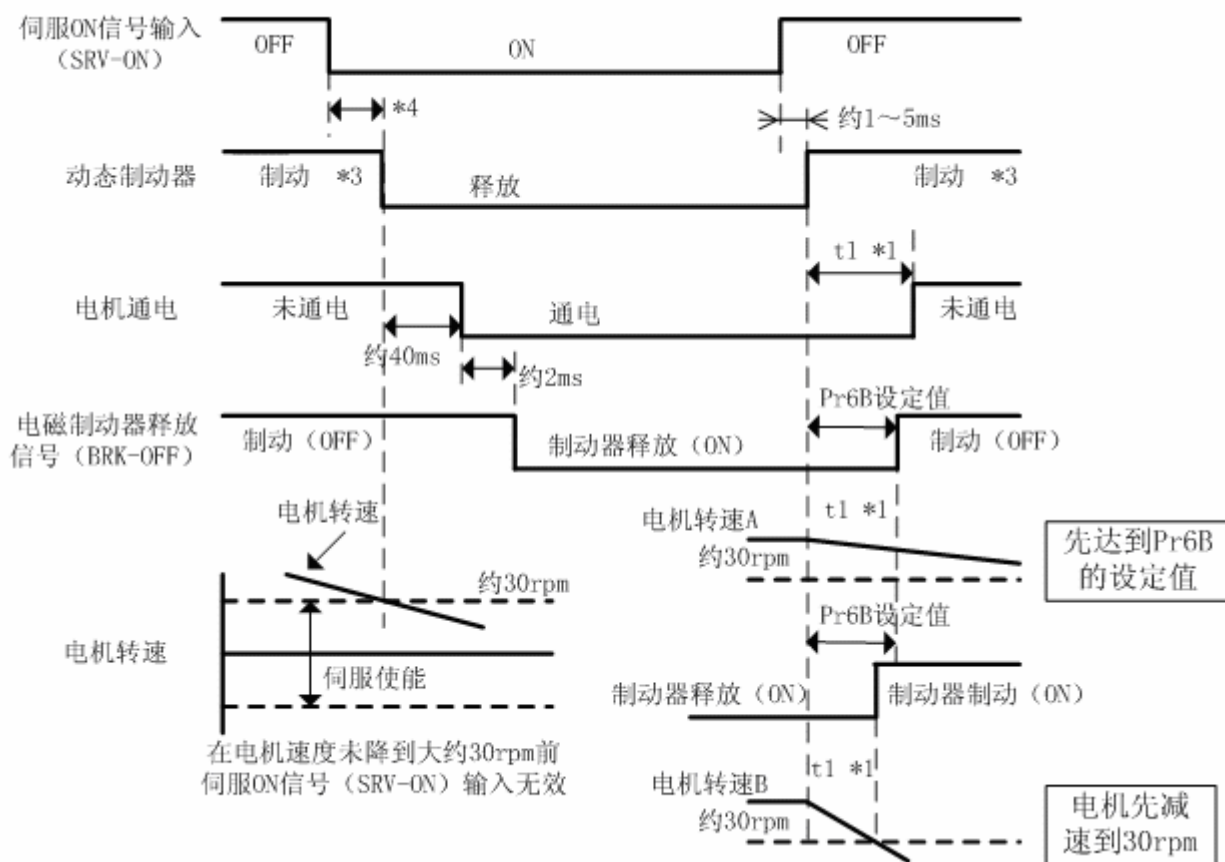 伺服ON信号输入
（SRV-ON）
OFF
ON
OFF
*4
约1～5ms
动态制动器
制动 *3
释放
制动 *3
t1 *1
电机通电
未通电
通电
未通电
约40ms
约2ms
Pr6B设定值
电磁制动器释放
信号（BRK-OFF）
制动（OFF）
制动器释放（ON）
制动（OFF）
电机转速
电机转速A
t1 *1
约30rpm
先达到Pr6B
的设定值
约30rpm
Pr6B设定值
电机转速
伺服使能
制动器释放（ON）
制动器制动（ON）
在电机速度未降到大约30rpm前
伺服ON信号（SRV-ON）输入无效
电机转速B
t1 *1
约30rpm
电机先减
速到30rpm